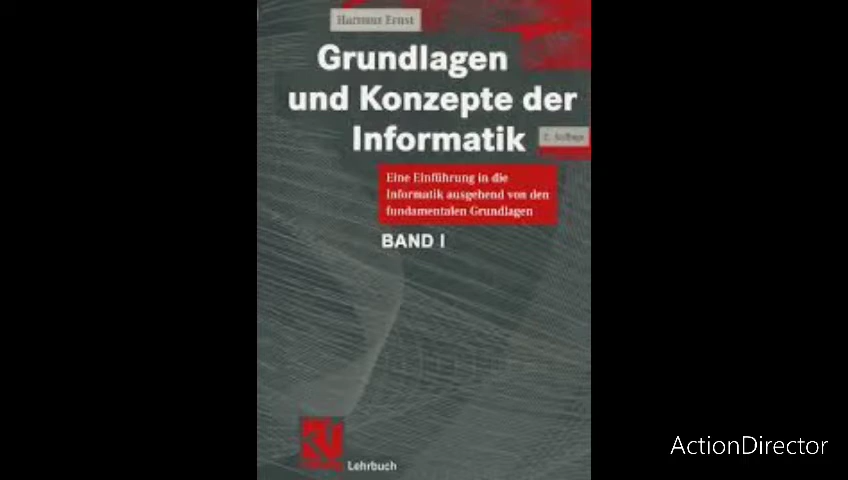 Hartmut Ernst
Grundlagen
und Konzepte der
Informatik
2. Auflage
Eine Einführung in die
Informatik ausgehend von den
fundamentalen Grundlagen
BAND I
Lehrbuch
ActionDirector